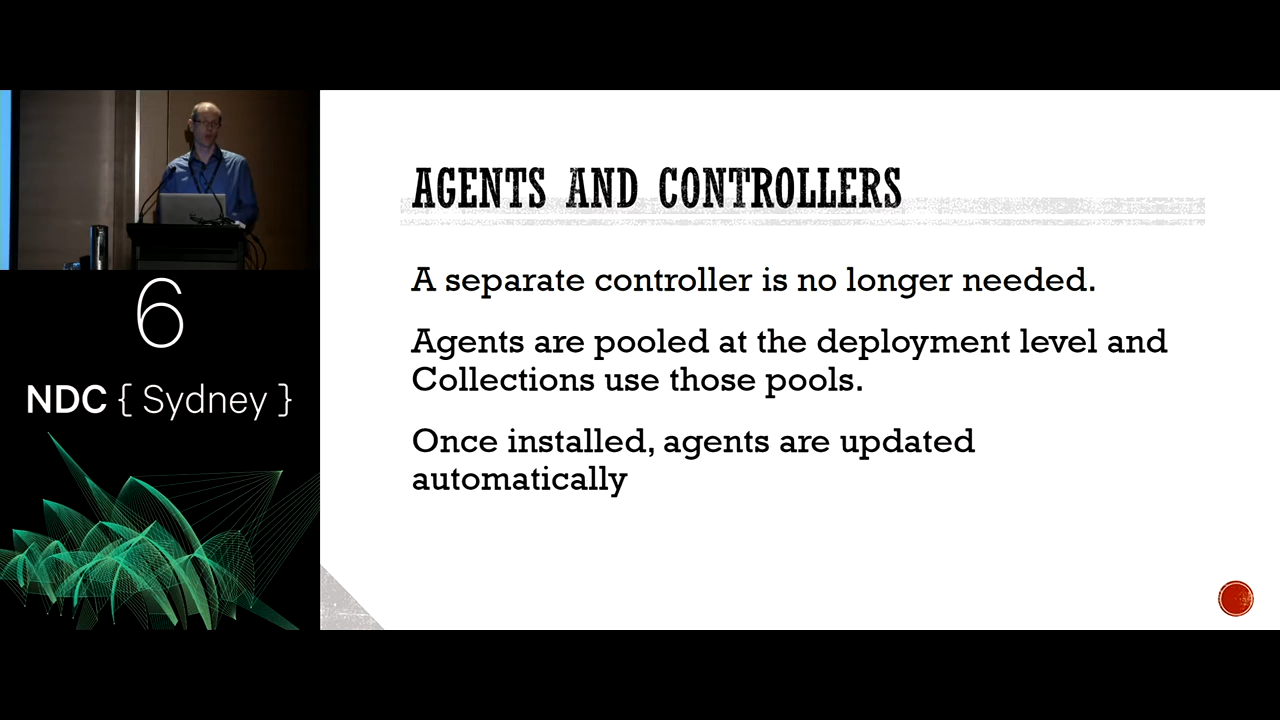 6
NDC { Sydney }
AGENTS AND CONTROLLERS
A separate controller is no longer needed.
Agents are pooled at the deployment level and
Collections use those pools.
Once installed, agents are updated
automatically